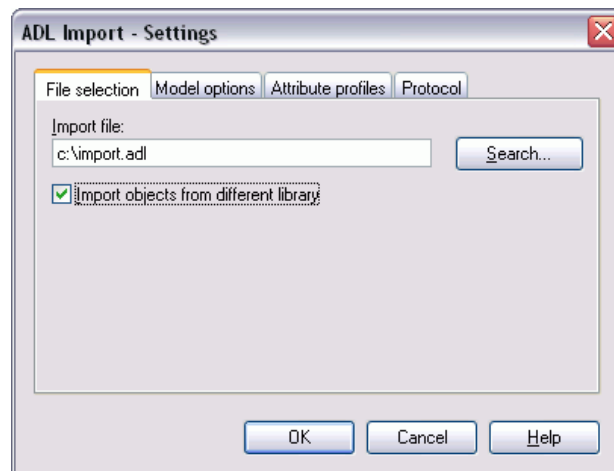 ADL Import - Settings
File selection Model options Attribute profiles Protocol
Import file:
c:\import.adl Search...
Import objects from different library
OK Cancel Help